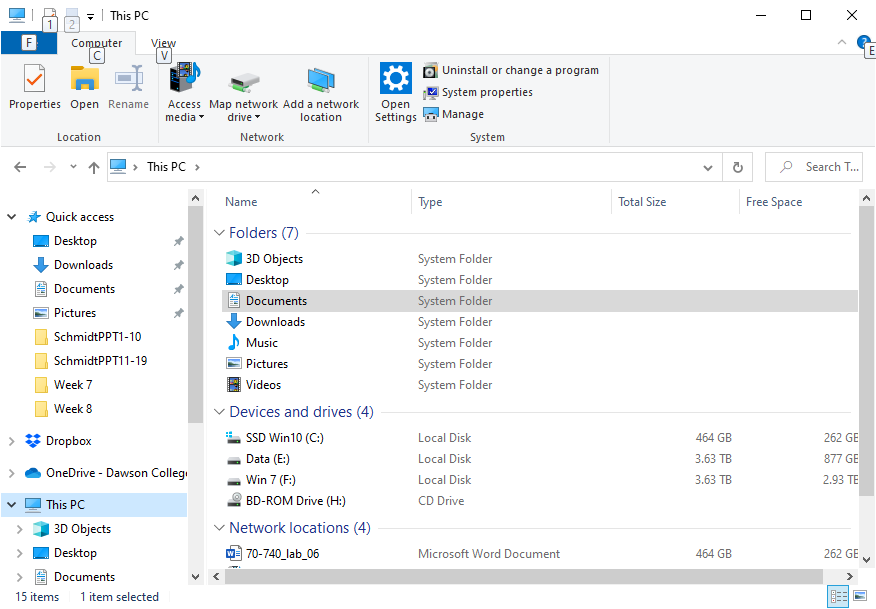 1 2 This PC
F Computer View
C V E
Properties Open Rename Access media Map network drive Add a network location Open Settings
Uninstall or change a program
System properties
Manage
Location Network System
This PC Search T...
Name Type Total Size Free Space
Quick access
Desktop
Downloads
Documents
Pictures
SchmidtPPT1-10
SchmidtPPT11-19
Week 7
Week 8
Dropbox
OneDrive - Dawson College
This PC
3D Objects
Desktop
Documents
Folders (7)
3D Objects System Folder
Desktop System Folder
Documents System Folder
Downloads System Folder
Music System Folder
Pictures System Folder
Videos System Folder
Devices and drives (4)
SSD Win10 (C:) Local Disk 464 GB 262 GB
Data (E:) Local Disk 3.63 TB 877 GB
Win 7 (F:) Local Disk 3.63 TB 2.93 TB
BD-ROM Drive (H:) CD Drive
Network locations (4)
70-740_lab_06 Microsoft Word Document 464 GB 262 GB
15 items 1 item selected